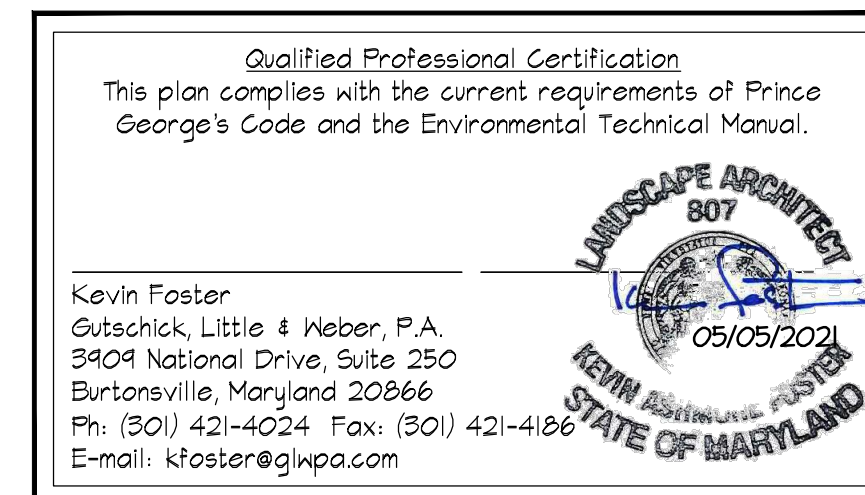 Qualified Professional Certification
This plan complies with the current requirements of Prince
George's Code and the Environmental Technical Manual.
LANDSCAPE ARCHITECT
807
Kevin Foster
Gutschick, Little & Weber, P.A.
3909 National Drive, Suite 250
Burtonsville, Maryland 20866
Ph: (301) 421-4024 Fax: (301) 421-4186
E-mail: kfoster@glwpa.com
05/05/2021
KEVIN ASHMORE FOSTER
STATE OF MARYLAND